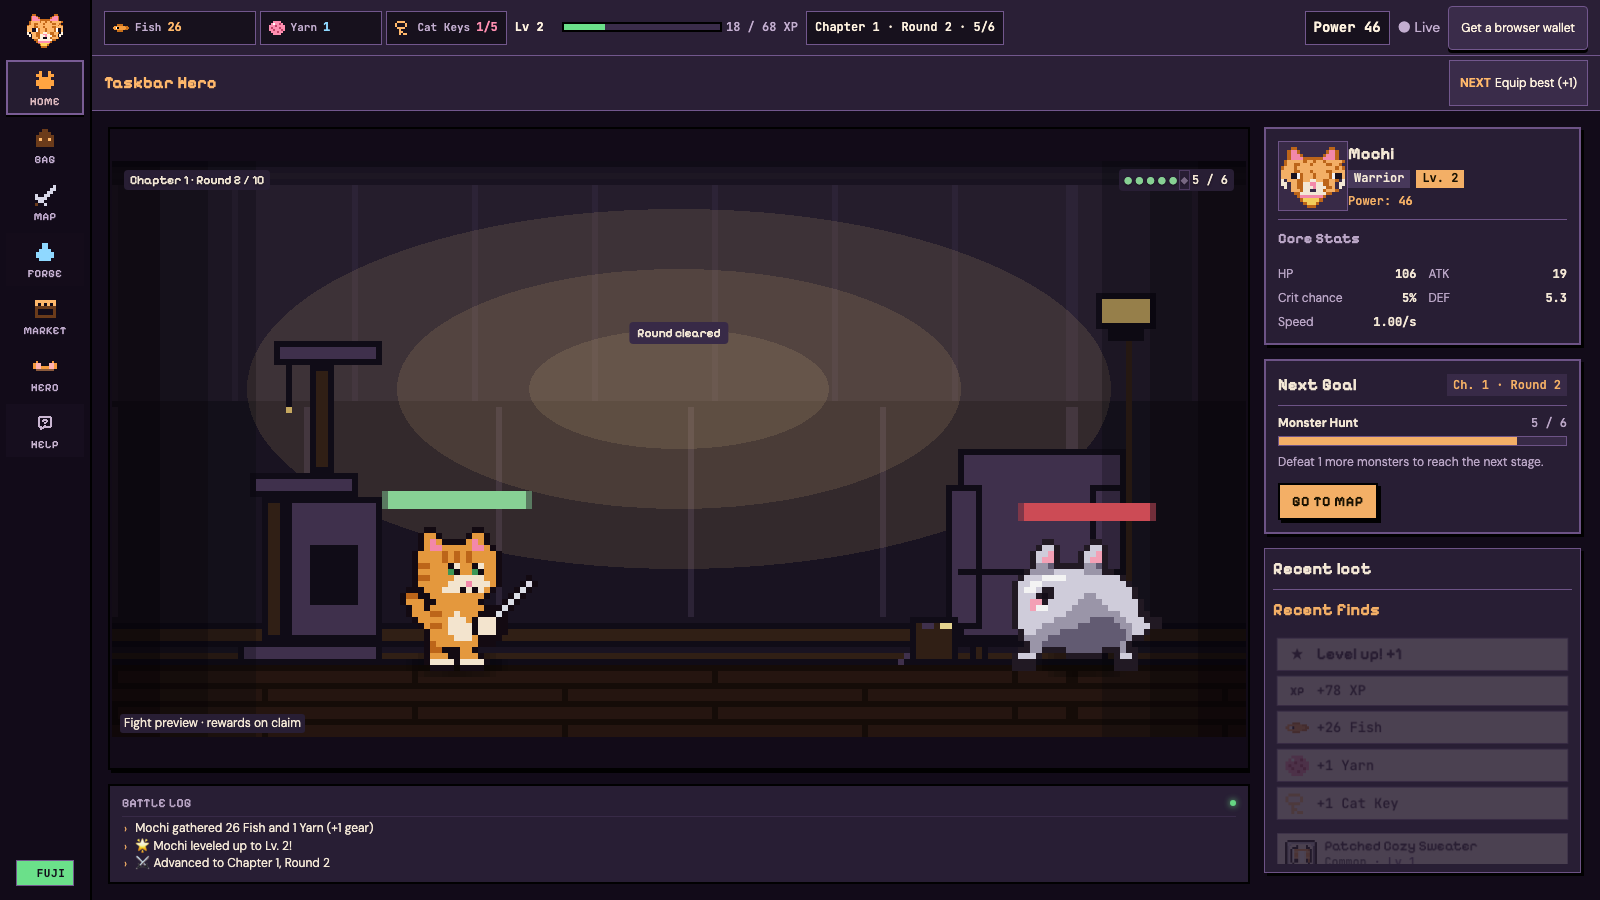 Fish 26
Yarn 1
Cat Keys 1/5
Lv 2
18 / 68 XP
Chapter 1 · Round 2 · 5/6
Power 46
Live
Get a browser wallet
HOME
BAG
MAP
FORGE
MARKET
HERO
HELP
FUJI
Taskbar Hero
NEXT Equip best (+1)
Chapter 1 · Round 2 / 10
5 / 6
Round cleared
Fight preview · rewards on claim
BATTLE LOG
› Mochi gathered 26 Fish and 1 Yarn (+1 gear)
› 🌟 Mochi leveled up to Lv. 2!
› ⚔️ Advanced to Chapter 1, Round 2
Mochi
Warrior Lv. 2
Power: 46
Core Stats
HP 106 ATK 19
Crit chance 5% DEF 5.3
Speed 1.00/s
Next Goal Ch. 1 · Round 2
Monster Hunt 5 / 6
Defeat 1 more monsters to reach the next stage.
GO TO MAP
Recent loot
Recent finds
★ Level up! +1
XP +78 XP
+26 Fish
+1 Yarn
+1 Cat Key
Patched Cozy Sweater
Common · Lv 1